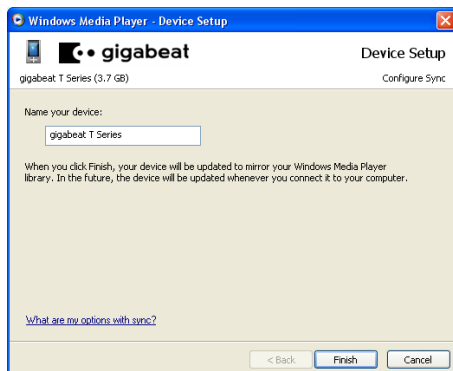 Windows Media Player - Device Setup
gigabeat
Device Setup
gigabeat T Series (3.7 GB)
Configure Sync
Name your device:
gigabeat T Series
When you click Finish, your device will be updated to mirror your Windows Media Player
library. In the future, the device will be updated whenever you connect it to your computer.
What are my options with sync?
< Back
Finish
Cancel